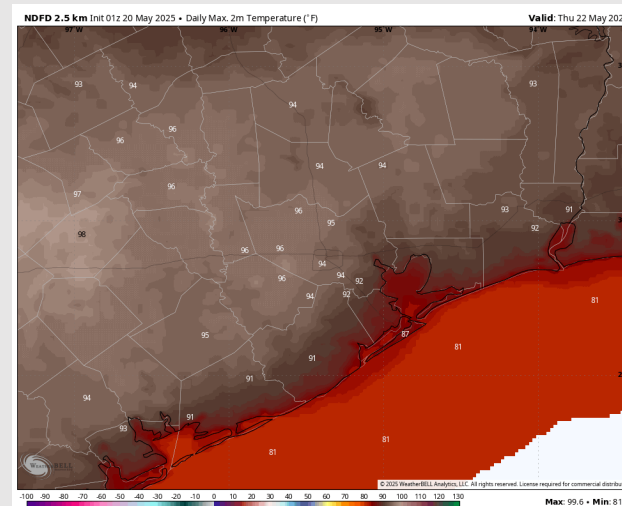 NDFD 2.5 km Init 01z 20 May 2025 • Daily Max. 2m Temperature (°F)
Valid: Thu 22 May 202
97 W 96 W 95 W 94 W
93 94 94 93
96 96
94 94
97 96
96 95 93 91
98 92
96 96
94
96 94 92
94 92
81
95 87 81
91
91
94
91
93
81
81
WeatherBELL
© 2025 WeatherBELL Analytics, LLC. All rights reserved. License required for commercial distribut
-100 -90 -80 -70 -60 -50 -40 -30 -20 -10 0 10 20 30 40 50 60 70 80 90 100 110 120 130
Max: 99.6 • Min: 81